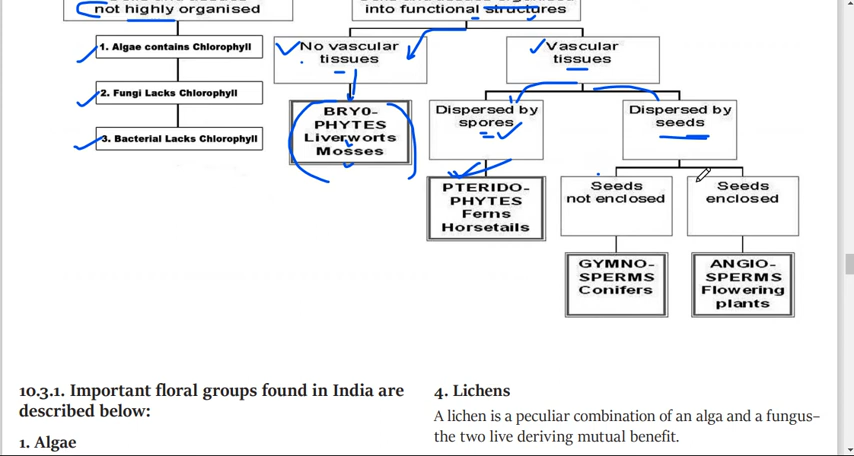 not highly organised
into functional structures
1. Algae contains Chlorophyll
2. Fungi Lacks Chlorophyll
3. Bacterial Lacks Chlorophyll
No vascular
tissues
Vascular
tissues
BRYO-
PHYTES
Liverworts
Mosses
Dispersed by
spores
Dispersed by
seeds
PTERIDO-
PHYTES
Ferns
Horsetails
Seeds
not enclosed
Seeds
enclosed
GYMNO-
SPERMS
Conifers
ANGIO-
SPERMS
Flowering
plants
10.3.1. Important floral groups found in India are
described below:
1. Algae
4. Lichens
A lichen is a peculiar combination of an alga and a fungus–
the two live deriving mutual benefit.